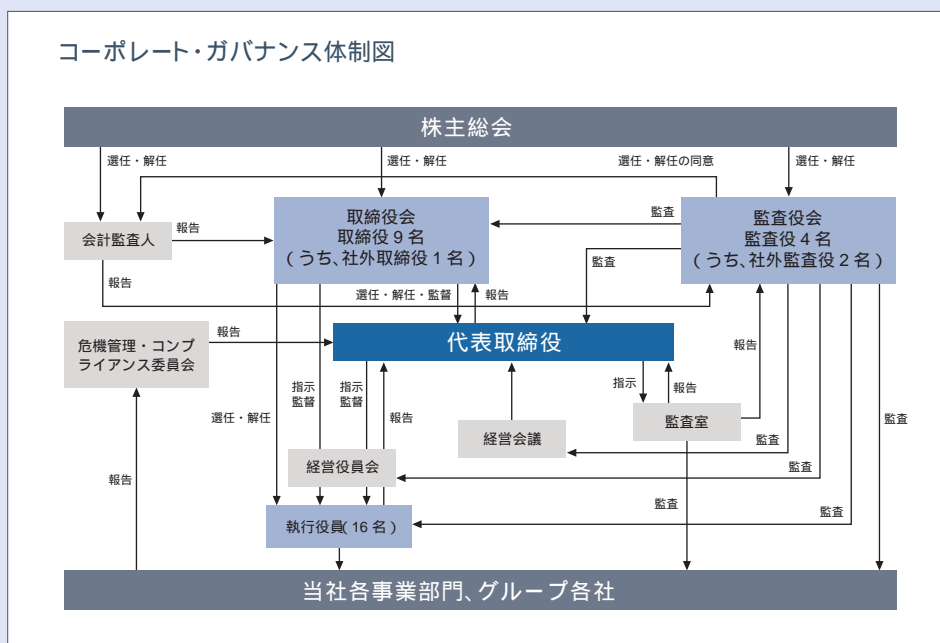 コーポレート・ガバナンス体制図
株主総会
選任・解任
選任・解任
選任・解任の同意
選任・解任
会計監査人
報告
取締役会
取締役9名
(うち、社外取締役1名)
監査
監査役会
監査役4名
(うち、社外監査役2名)
監査
報告
選任・解任・監督
報告
危機管理・コンプ
ライアンス委員会
報告
代表取締役
報告
指示
監督
指示
監督
選任・解任
報告
指示
報告
監査室
経営会議
監査
監査
経営役員会
監査
報告
監査
監査
執行役員(16名)
当社各事業部門、グループ各社